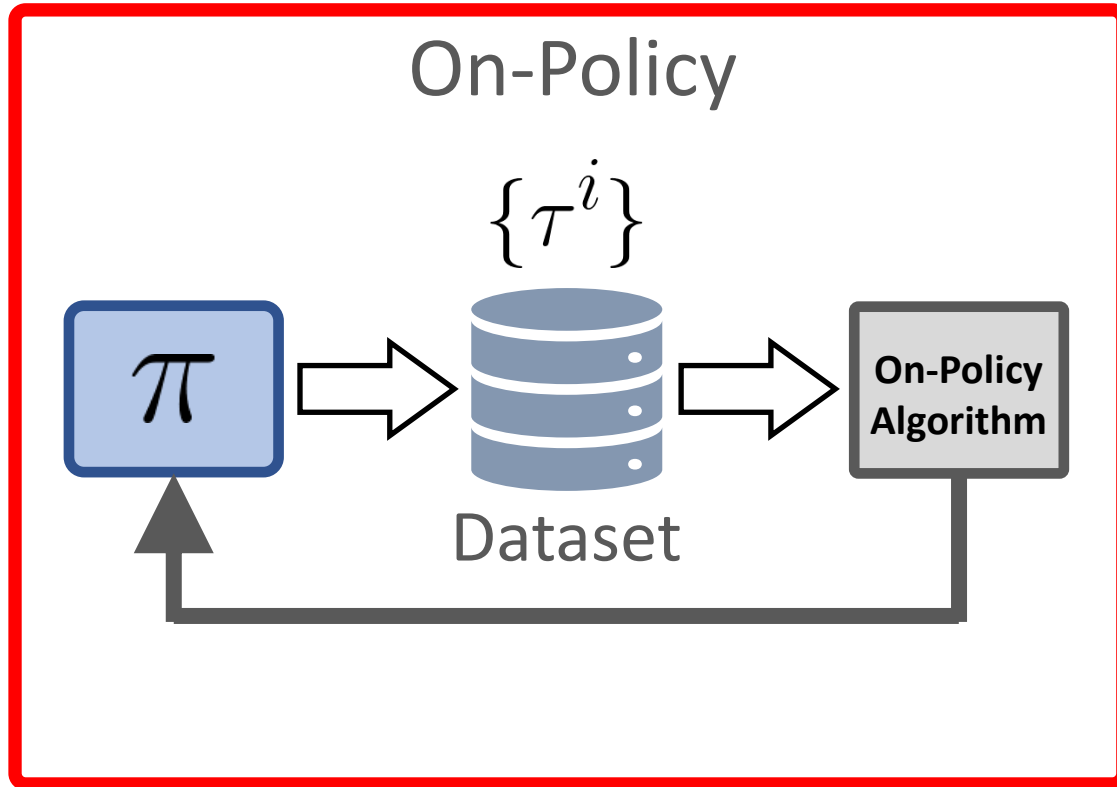 On-Policy
{τ^i}
π
On-Policy
Algorithm
Dataset